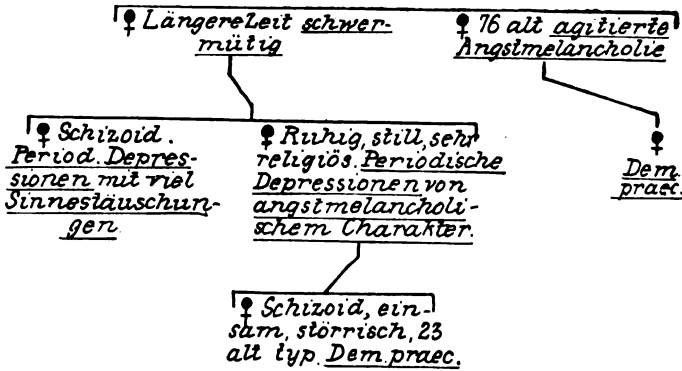 Längere Zeit schwer-
mütig
76 alt agitierte
Angstmelancholie
Schizoid.
Period. Depres-
sionen mit viel
Sinnestäuschun-
gen
Ruhig, still, sehr
religiös. Periodische
Depressionen von
angstmelancholi-
schem Charakter.
Dem.
praec.
Schizoid, ein-
sam, störrisch, 23
alt typ. Dem. praec.